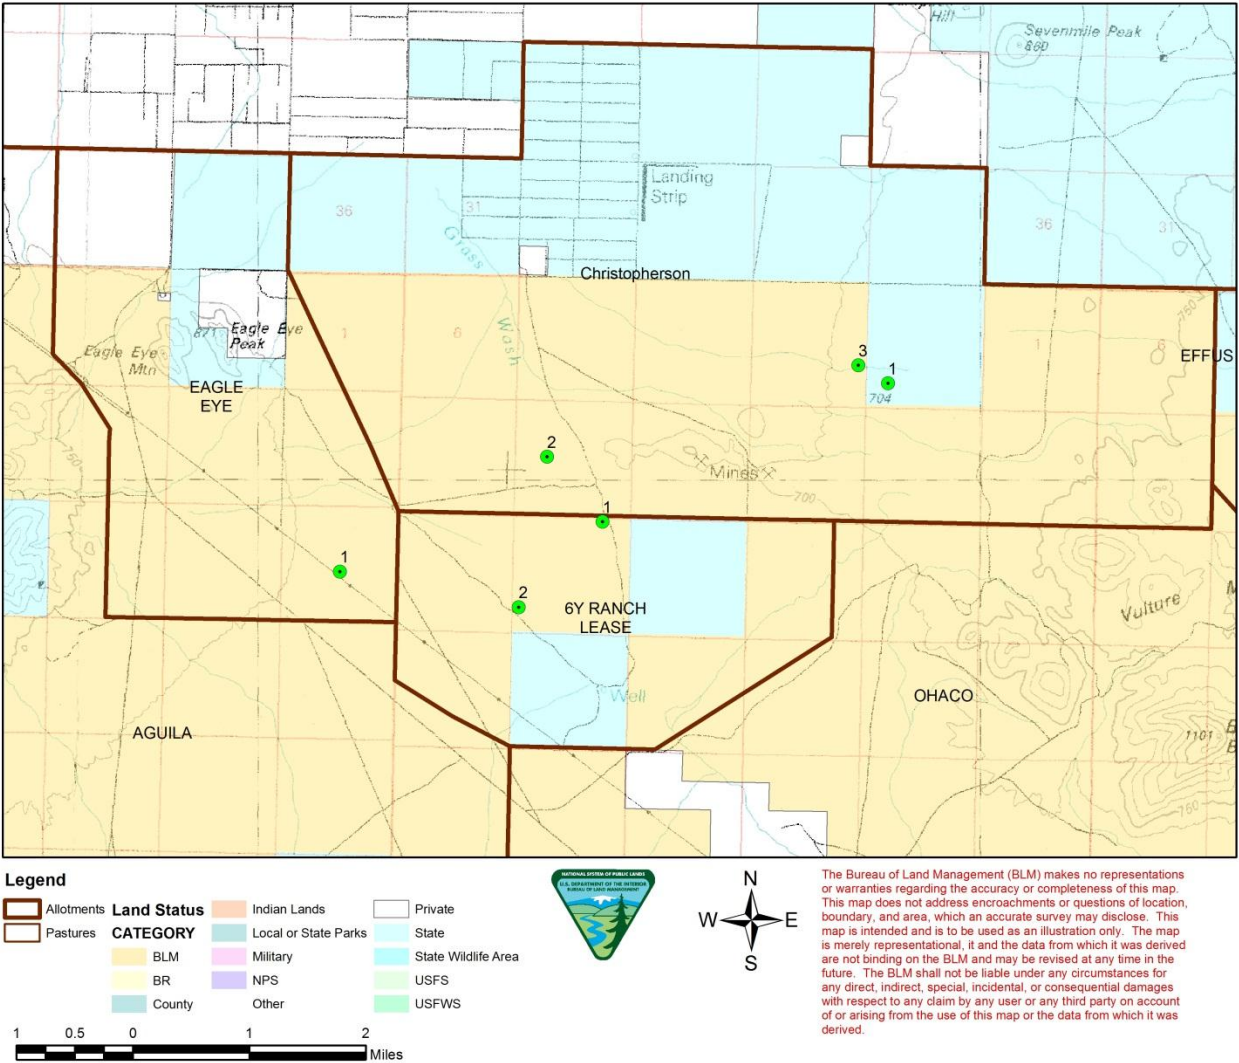 Hill
Sevenmile Peak
860
Landing
Strip
36
31
36
31
Grass
Wash
Christopherson
871
Eagle Eye
Peak
Eagle Eye
Mtn
EAGLE
EYE
1
6
1
6
750
EFFUS
3
1
704
750
2
Mines
700
1
1
2
6Y RANCH
LEASE
Vulture
M
Well
OHACO
AGUILA
1101
B
B
760
Legend
Allotments
Pastures
Land Status
CATEGORY
BLM
BR
County
Indian Lands
Local or State Parks
Military
NPS
Other
Private
State
State Wildlife Area
USFS
USFWS
1 0.5 0 1 2
Miles
NATIONAL SYSTEM OF PUBLIC LANDS
U.S. DEPARTMENT OF THE INTERIOR
BUREAU OF LAND MANAGEMENT
N
W E
S
The Bureau of Land Management (BLM) makes no representations
or warranties regarding the accuracy or completeness of this map.
This map does not address encroachments or questions of location,
boundary, and area, which an accurate survey may disclose. This
map is intended and is to be used as an illustration only. The map
is merely representational, it and the data from which it was derived
are not binding on the BLM and may be revised at any time in the
future. The BLM shall not be liable under any circumstances for
any direct, indirect, special, incidental, or consequential damages
with respect to any claim by any user or any third party on account
of or arising from the use of this map or the data from which it was
derived.